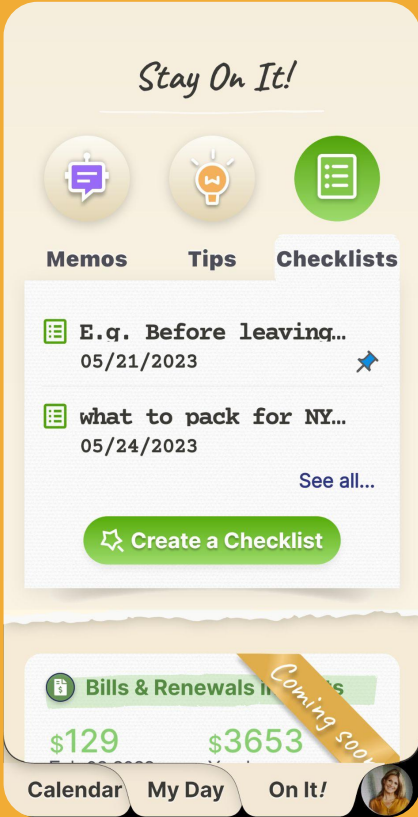 Stay On It!
Memos
Tips
Checklists
E.g. Before leaving...
05/21/2023
what to pack for NY...
05/24/2023
See all...
Create a Checklist
Bills & Renewals
Coming soon
$129
$3653
Calendar
My Day
On It!